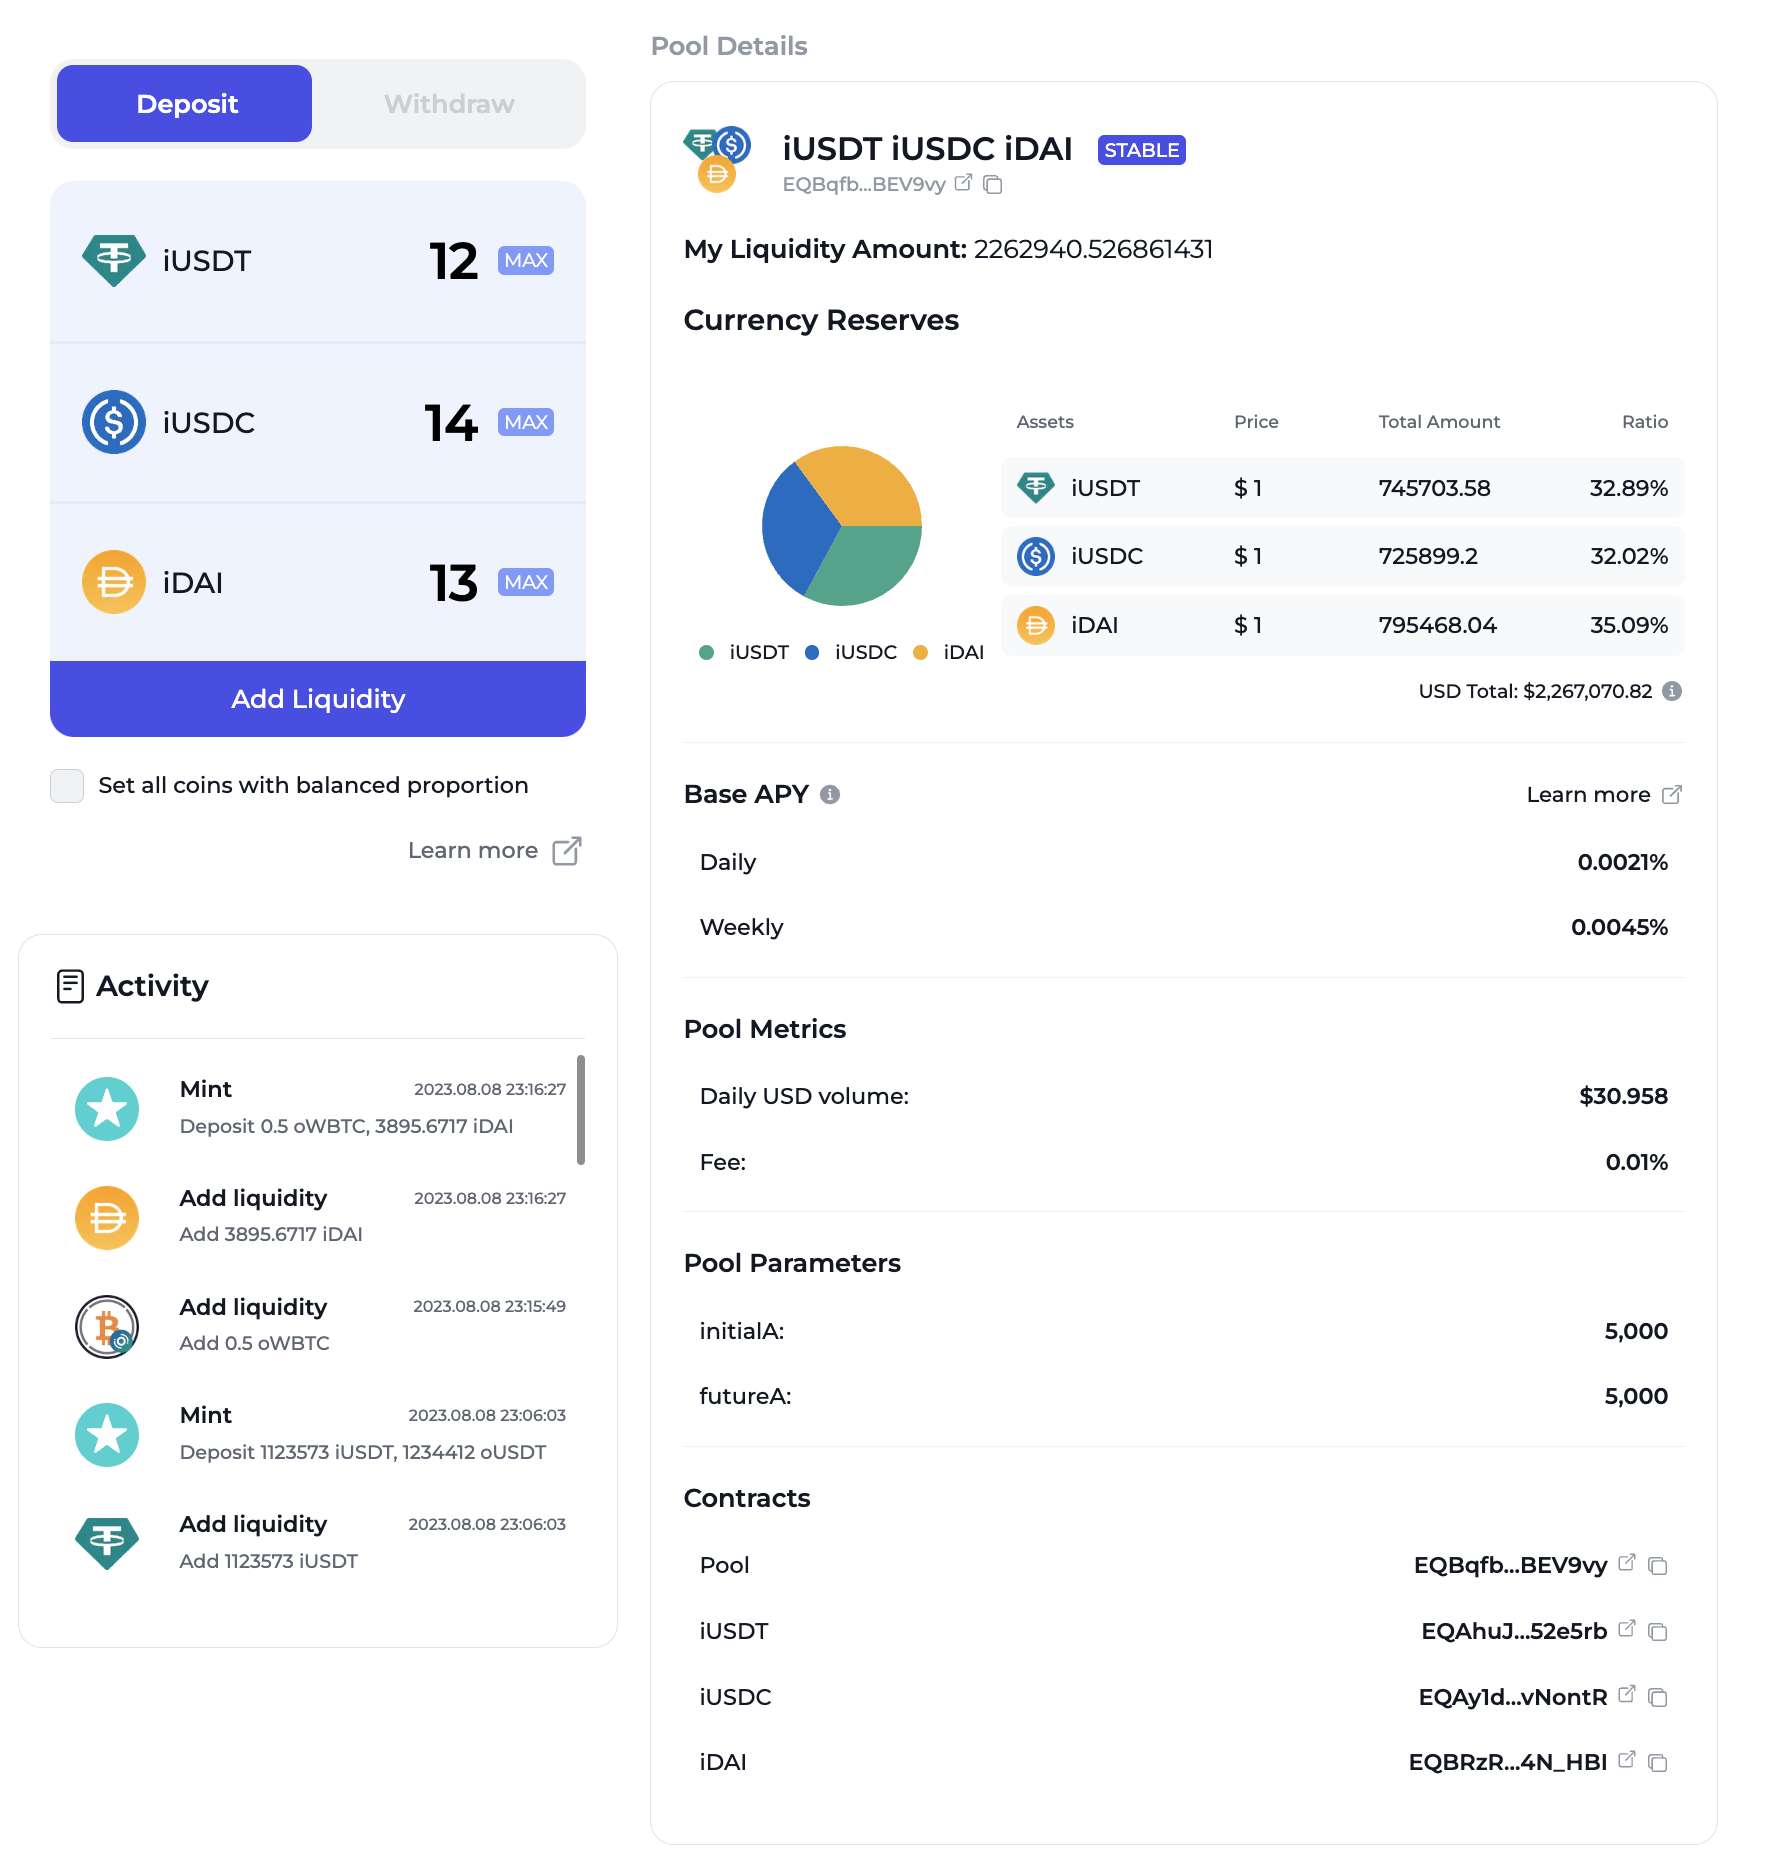 Deposit
Withdraw
iUSDT 12 MAX
iUSDC 14 MAX
iDAI 13 MAX
Add Liquidity
Set all coins with balanced proportion
Learn more
Activity
Mint 2023.08.08 23:16:27
Deposit 0.5 oWBTC, 3895.6717 iDAI
Add liquidity 2023.08.08 23:16:27
Add 3895.6717 iDAI
Add liquidity 2023.08.08 23:15:49
Add 0.5 oWBTC
Mint 2023.08.08 23:06:03
Deposit 1123573 iUSDT, 1234412 oUSDT
Add liquidity 2023.08.08 23:06:03
Add 1123573 iUSDT
Pool Details
iUSDT iUSDC iDAI STABLE
EQBqfb...BEV9vy
My Liquidity Amount: 2262940.526861431
Currency Reserves
Assets Price Total Amount Ratio
iUSDT $ 1 745703.58 32.89%
iUSDC $ 1 725899.2 32.02%
iDAI $ 1 795468.04 35.09%
iUSDT iUSDC iDAI
USD Total: $2,267,070.82
Base APY
Learn more
Daily 0.0021%
Weekly 0.0045%
Pool Metrics
Daily USD volume: $30.958
Fee: 0.01%
Pool Parameters
initialA: 5,000
futureA: 5,000
Contracts
Pool EQBqfb...BEV9vy
iUSDT EQAhuJ...52e5rb
iUSDC EQAy1d...vNontR
iDAI EQBRzR...4N_HBI